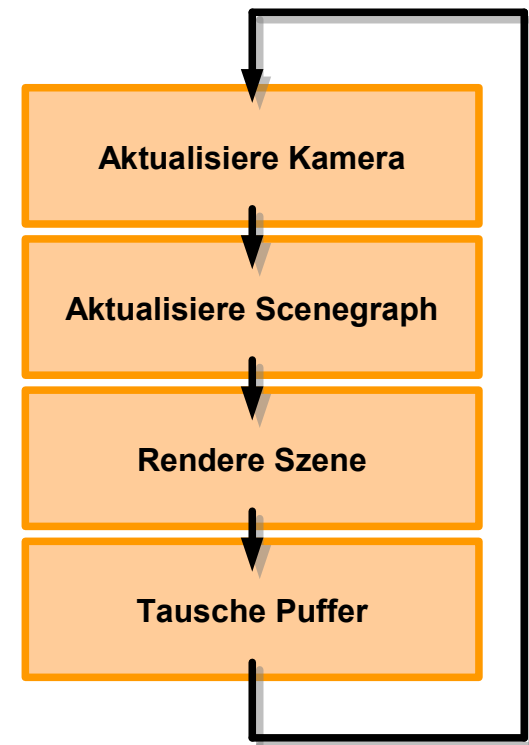 Aktualisiere Kamera
Aktualisiere Scenegraph
Rendere Szene
Tausche Puffer